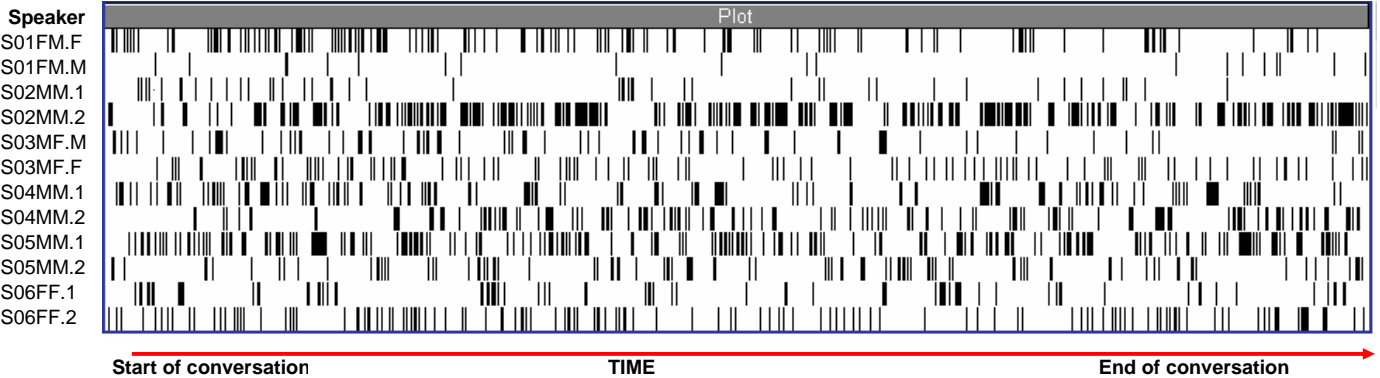 Speaker Plot
S01FM.F
S01FM.M
S02MM.1
S02MM.2
S03MF.M
S03MF.F
S04MM.1
S04MM.2
S05MM.1
S05MM.2
S06FF.1
S06FF.2
Start of conversation TIME End of conversation